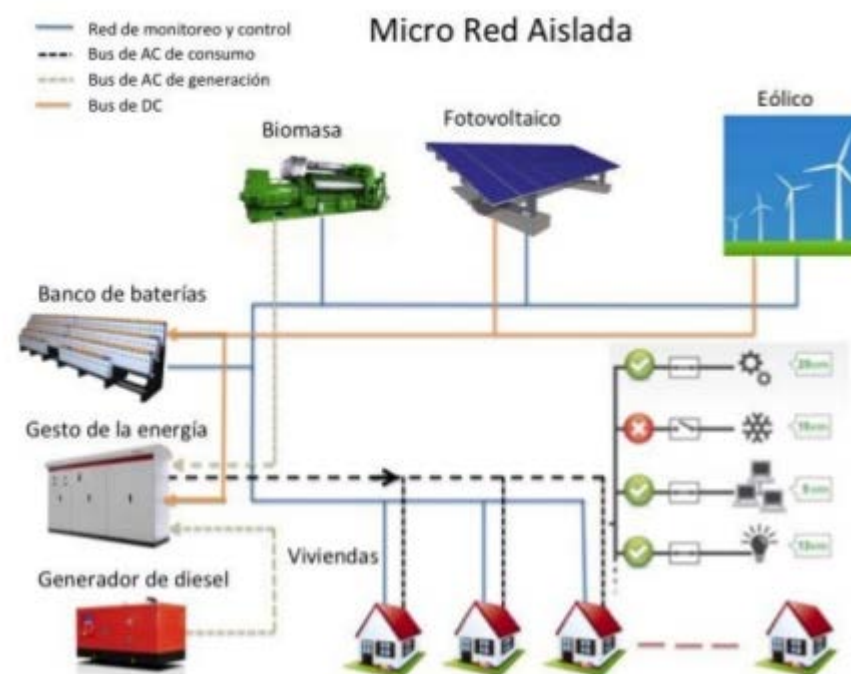 Micro Red Aislada
Red de monitoreo y control
Bus de AC de consumo
Bus de AC de generación
Bus de DC
Biomasa
Fotovoltaico
Eólico
Banco de baterías
Gesto de la energía
Viviendas
Generador de diesel